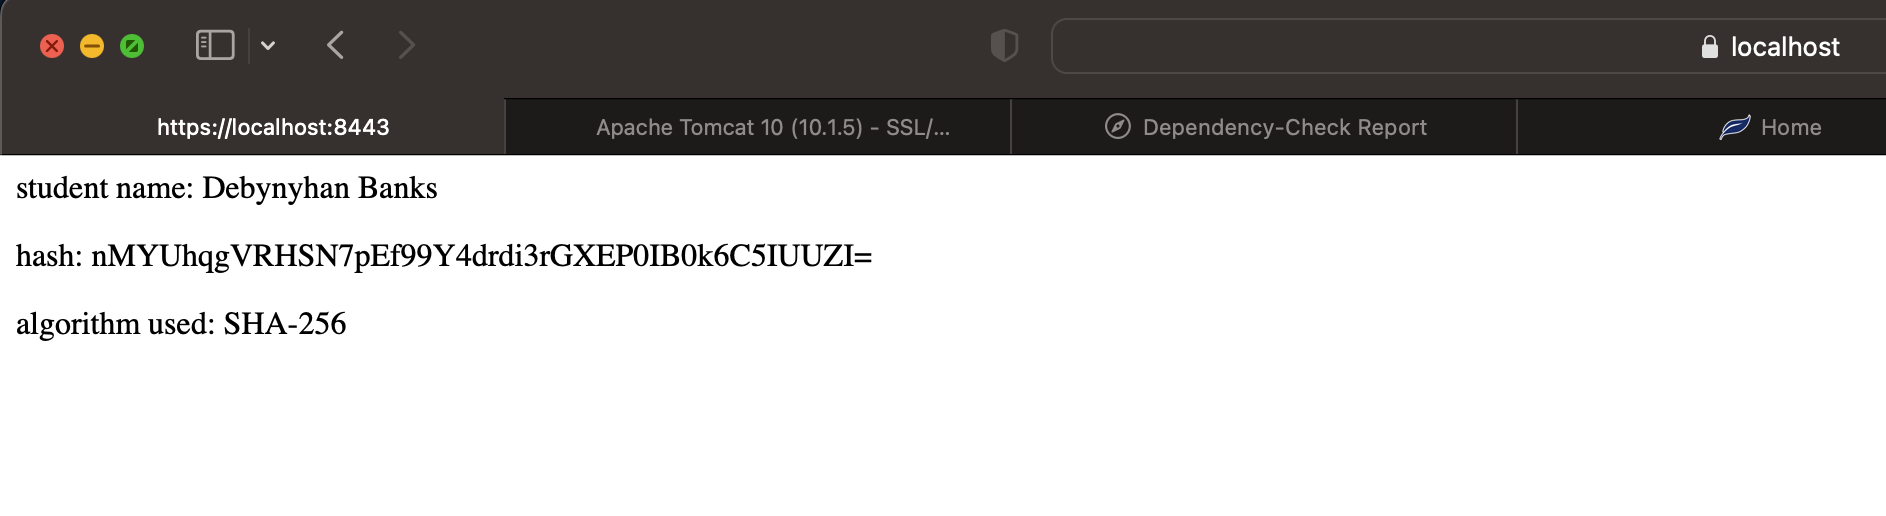 localhost
https://localhost:8443
Apache Tomcat 10 (10.1.5) - SSL/...
Dependency-Check Report
Home
student name: Debynyhan Banks
hash: nMYUhqgVRHSN7pEf99Y4drdi3rGXEP0IB0k6C5IUUZI=
algorithm used: SHA-256